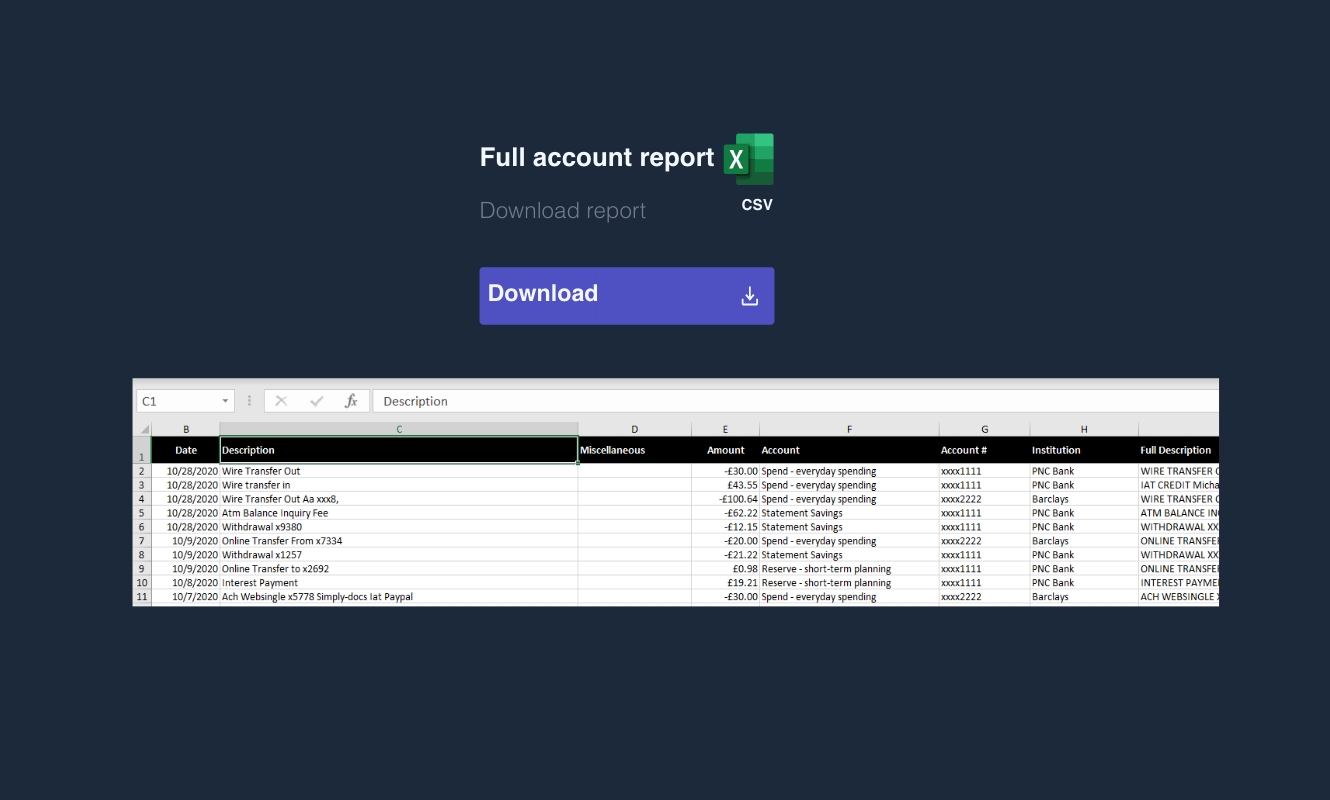 Full account report
X
CSV
Download report
Download
C1 fx Description
B C D E F G H
1 Date Description Miscellaneous Amount Account Account # Institution Full Description
2 10/28/2020 Wire Transfer Out -£30.00 Spend - everyday spending xxxx1111 PNC Bank WIRE TRANSFER
3 10/28/2020 Wire transfer in £43.55 Spend - everyday spending xxxx1111 PNC Bank IAT CREDIT Micha
4 10/28/2020 Wire Transfer Out Aa xxx8, -£100.64 Spend - everyday spending xxxx2222 Barclays WIRE TRANSFER
5 10/28/2020 Atm Balance Inquiry Fee -£62.22 Statement Savings xxxx1111 PNC Bank ATM BALANCE IN
6 10/28/2020 Withdrawal x9380 -£12.15 Statement Savings xxxx1111 PNC Bank WITHDRAWAL XX
7 10/9/2020 Online Transfer From x7334 -£20.00 Spend - everyday spending xxxx2222 Barclays ONLINE TRANSFE
8 10/9/2020 Withdrawal x1257 -£21.22 Statement Savings xxxx1111 PNC Bank WITHDRAWAL XX
9 10/9/2020 Online Transfer to x2692 £0.98 Reserve - short-term planning xxxx1111 PNC Bank ONLINE TRANSFE
10 10/8/2020 Interest Payment £19.21 Reserve - short-term planning xxxx1111 PNC Bank INTEREST PAYME
11 10/7/2020 Ach Websingle x5778 Simply-docs Iat Paypal -£30.00 Spend - everyday spending xxxx2222 Barclays ACH WEBSINGLE